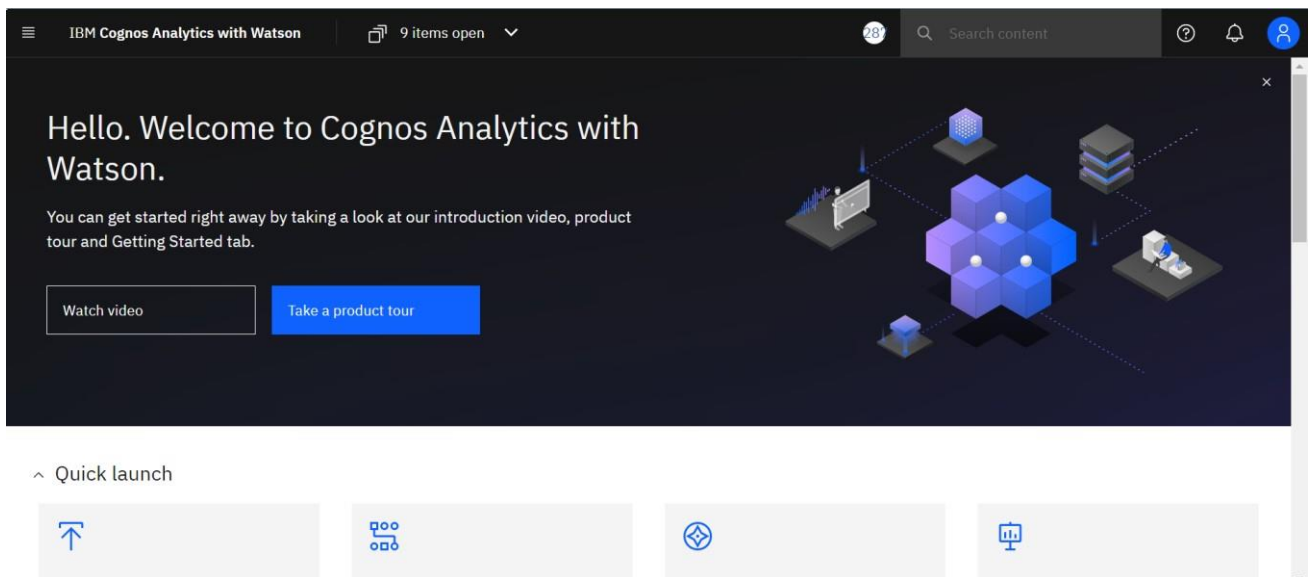 IBM Cognos Analytics with Watson
9 items open
Search content
Hello. Welcome to Cognos Analytics with
Watson.
You can get started right away by taking a look at our introduction video, product
tour and Getting Started tab.
Watch video
Take a product tour
Quick launch